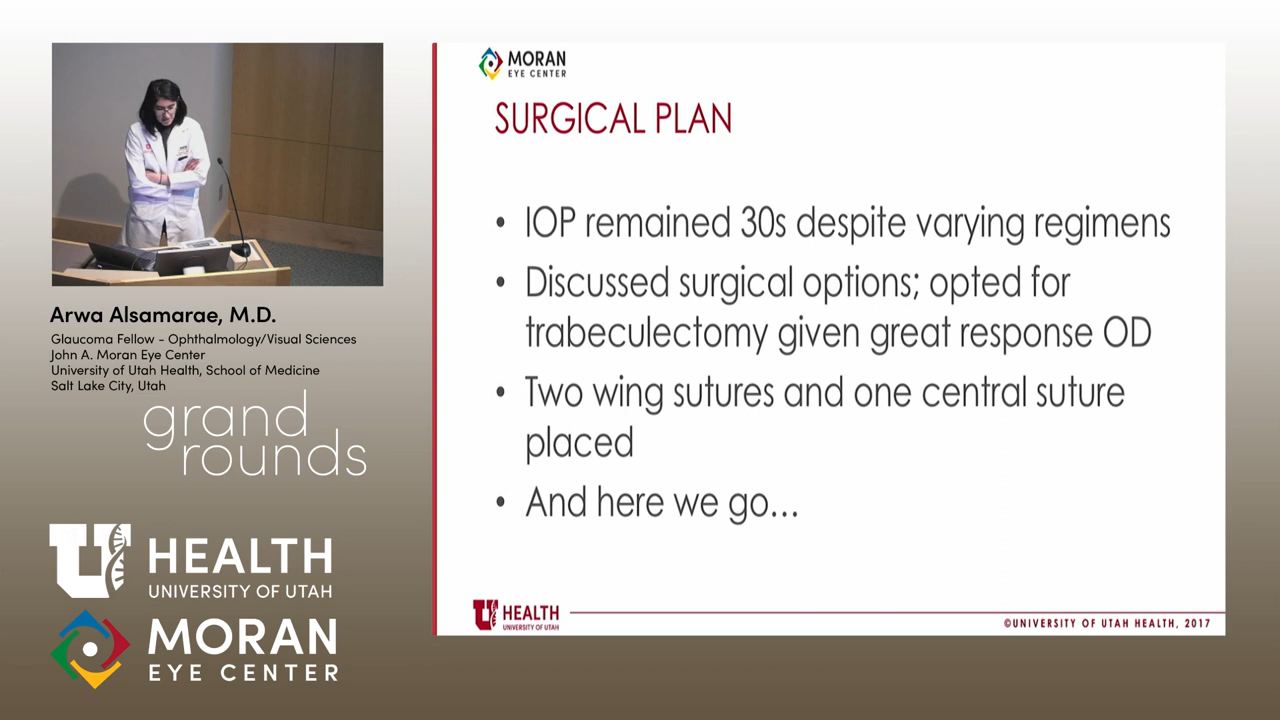 MORAN
EYE CENTER
SURGICAL PLAN
• IOP remained 30s despite varying regimens
• Discussed surgical options; opted for
trabeculectomy given great response OD
• Two wing sutures and one central suture
placed
• And here we go...
U HEALTH
UNIVERSITY OF UTAH
©UNIVERSITY OF UTAH HEALTH, 2017
Arwa Alsamarae, M.D.
Glaucoma Fellow - Ophthalmology/Visual Sciences
John A. Moran Eye Center
University of Utah Health, School of Medicine
Salt Lake City, Utah
grand
rounds
U HEALTH
UNIVERSITY OF UTAH
MORAN
EYE CENTER